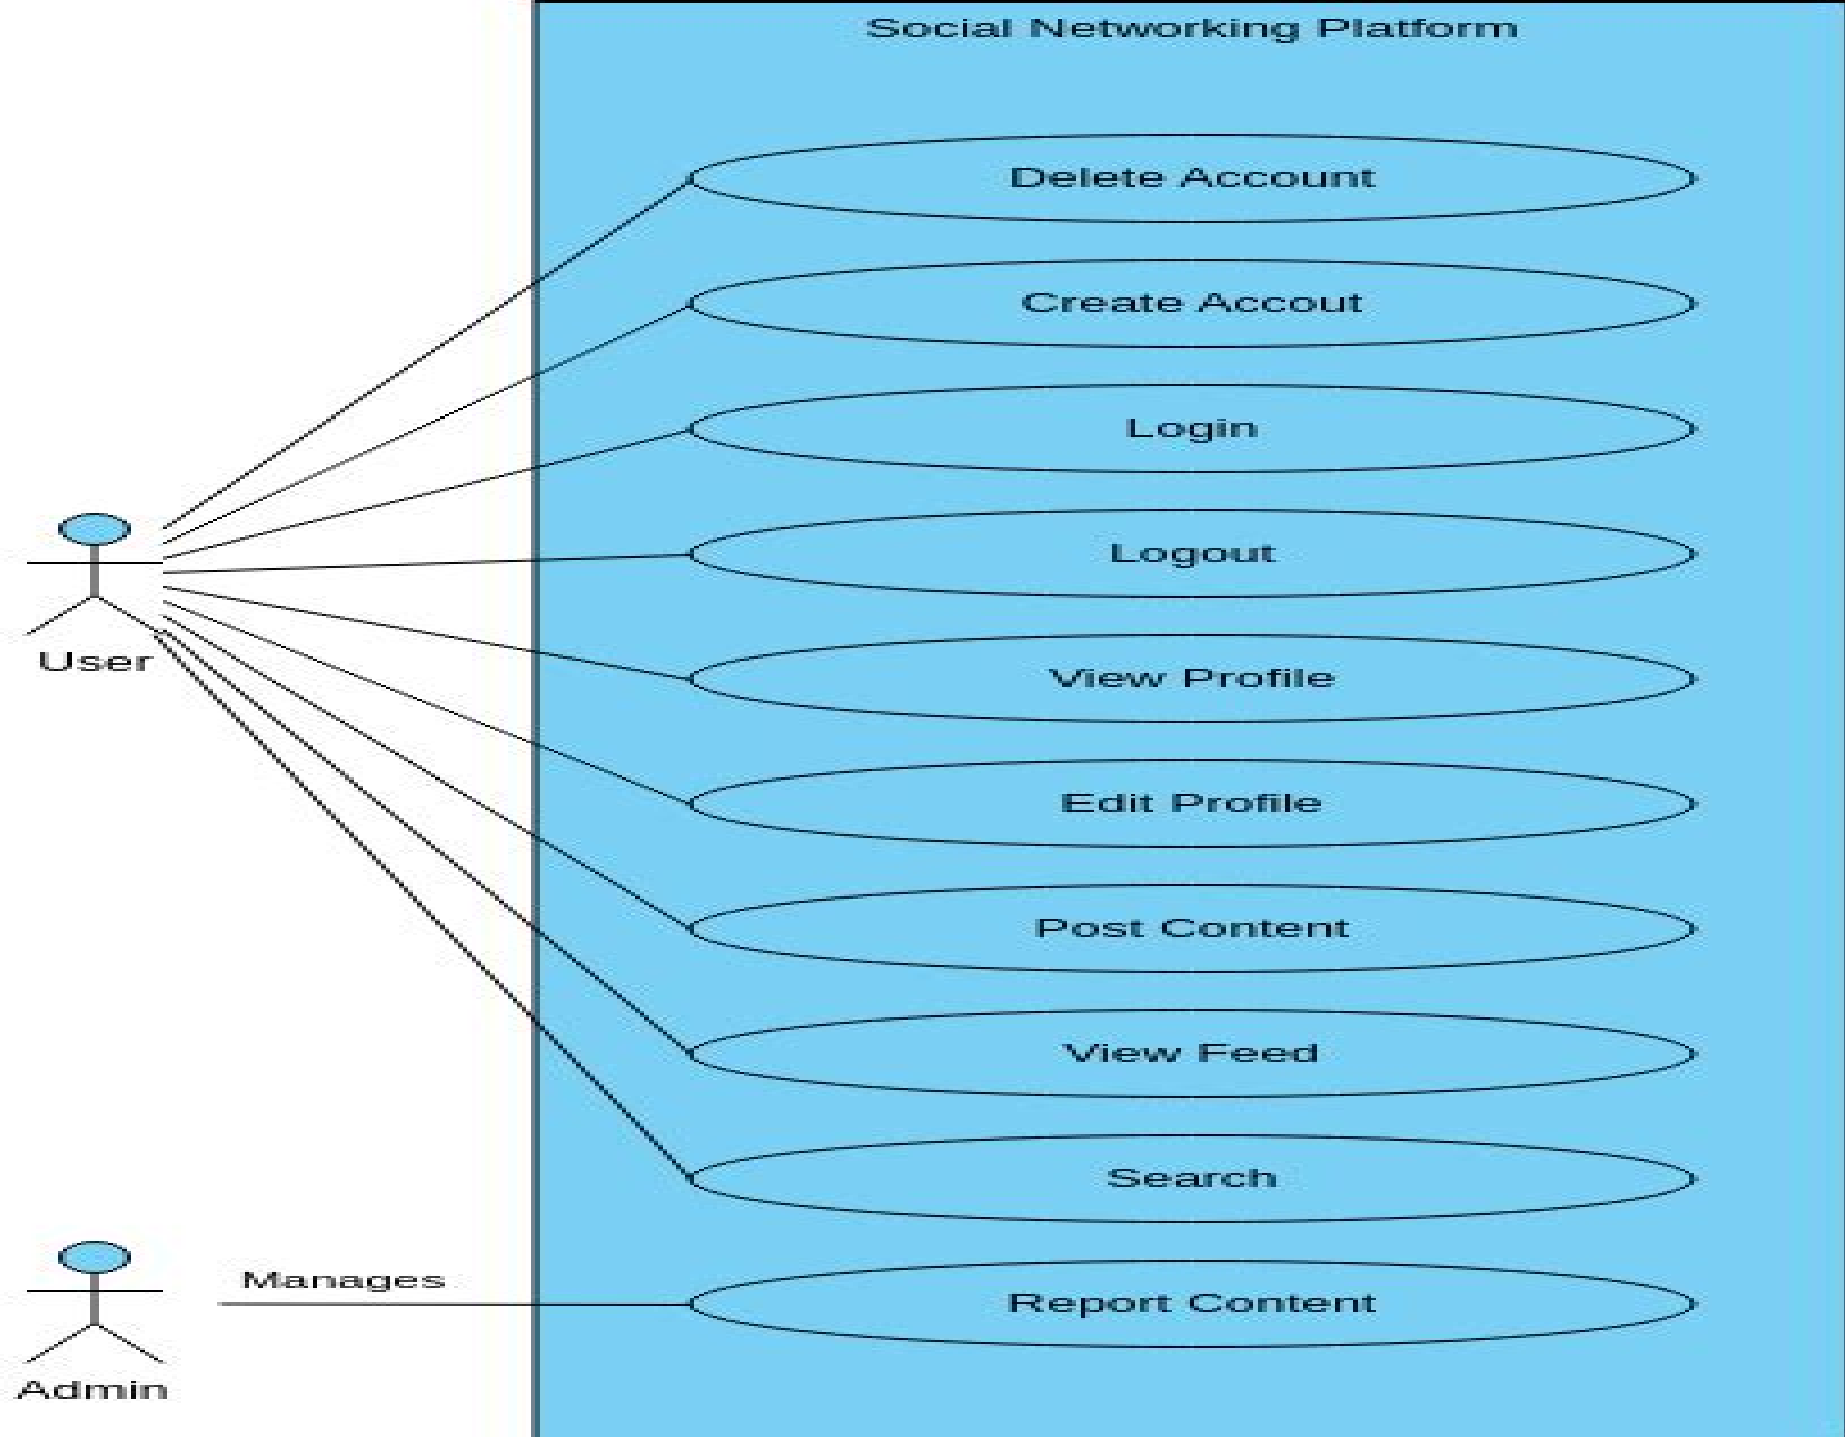 Social Networking Platform
Delete Account
Create Accout
Login
Logout
View Profile
User
Edit Profile
Post Content
View Feed
Search
Manages
Report Content
Admin